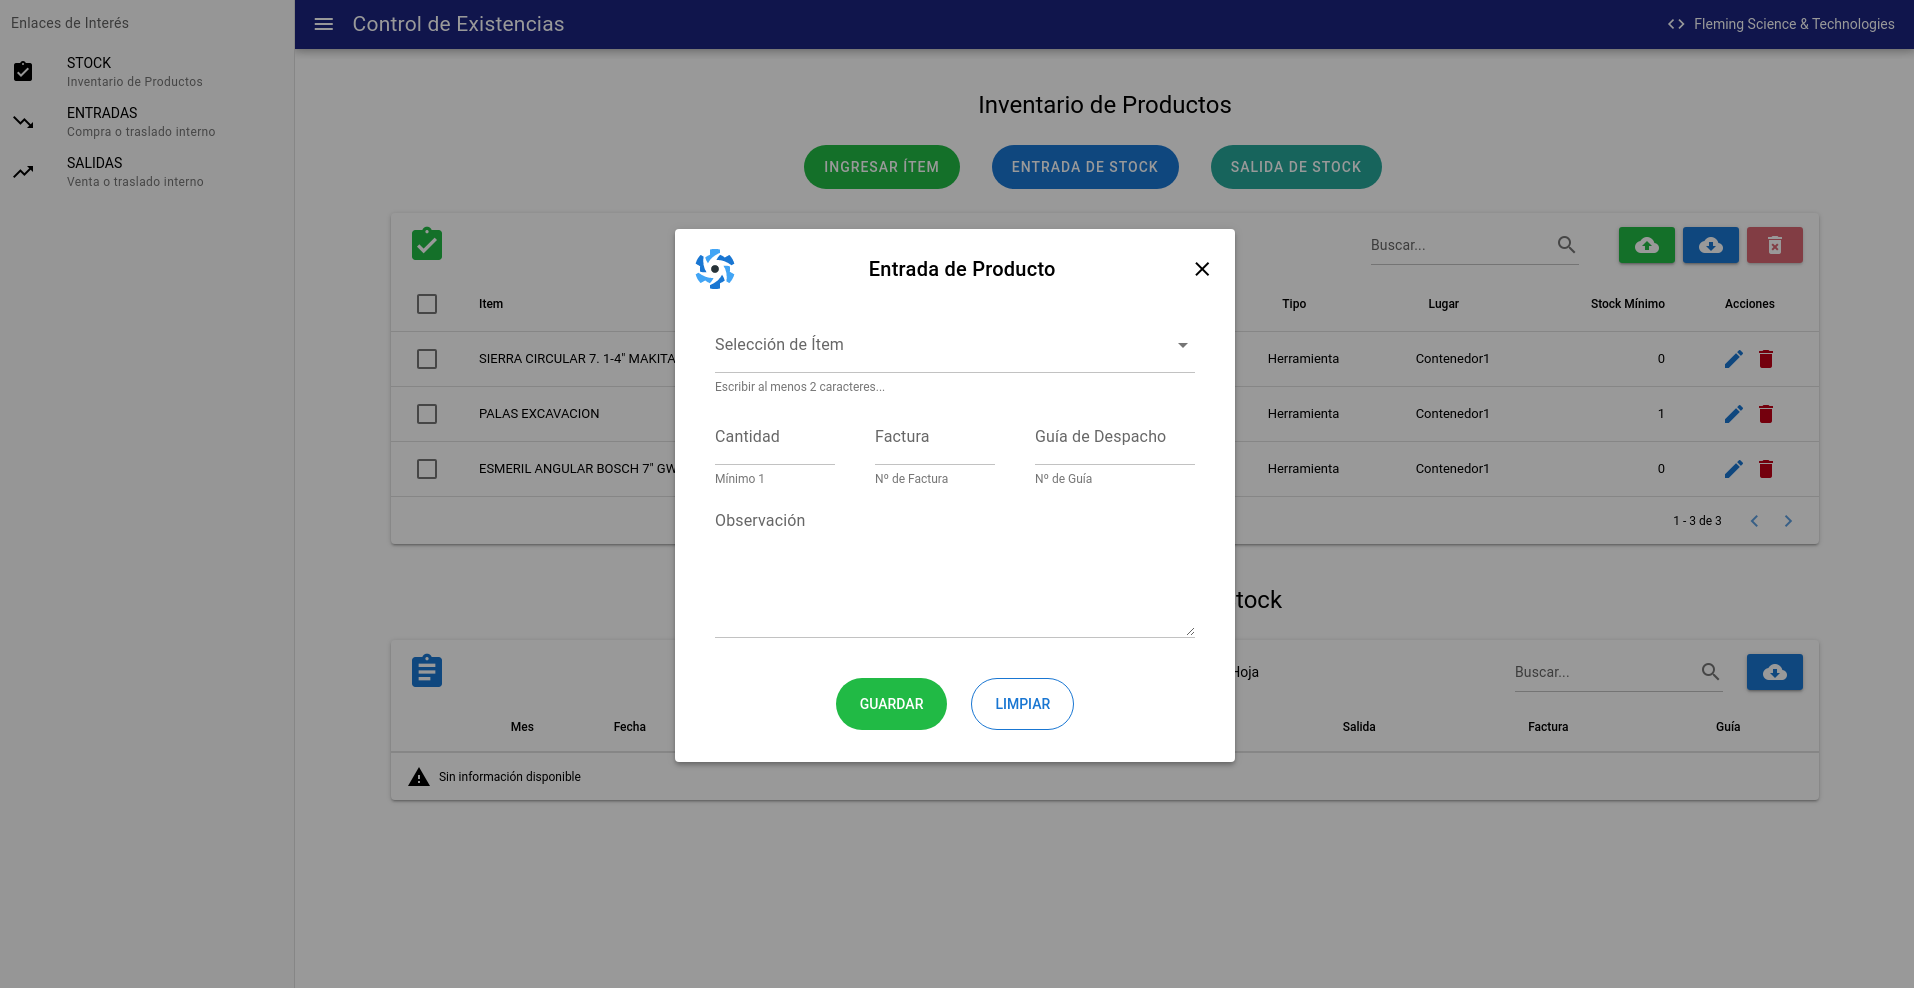 Enlaces de Interés
STOCK
Inventario de Productos
ENTRADAS
Compra o traslado interno
SALIDAS
Venta o traslado interno
Control de Existencias
Fleming Science & Technologies
Inventario de Productos
INGRESAR ÍTEM
ENTRADA DE STOCK
SALIDA DE STOCK
Buscar...
Item Tipo Lugar Stock Mínimo Acciones
SIERRA CIRCULAR 7. 1-4" MAKITA Herramienta Contenedor1 0
PALAS EXCAVACION Herramienta Contenedor1 1
ESMERIL ANGULAR BOSCH 7" GW Herramienta Contenedor1 0
1 - 3 de 3
Entrada de Producto
Selección de Ítem
Escribir al menos 2 caracteres...
Cantidad Factura Guía de Despacho
Mínimo 1 Nº de Factura Nº de Guía
Observación
GUARDAR LIMPIAR
tock
Hoja Buscar...
Mes Fecha Salida Factura Guía
Sin información disponible